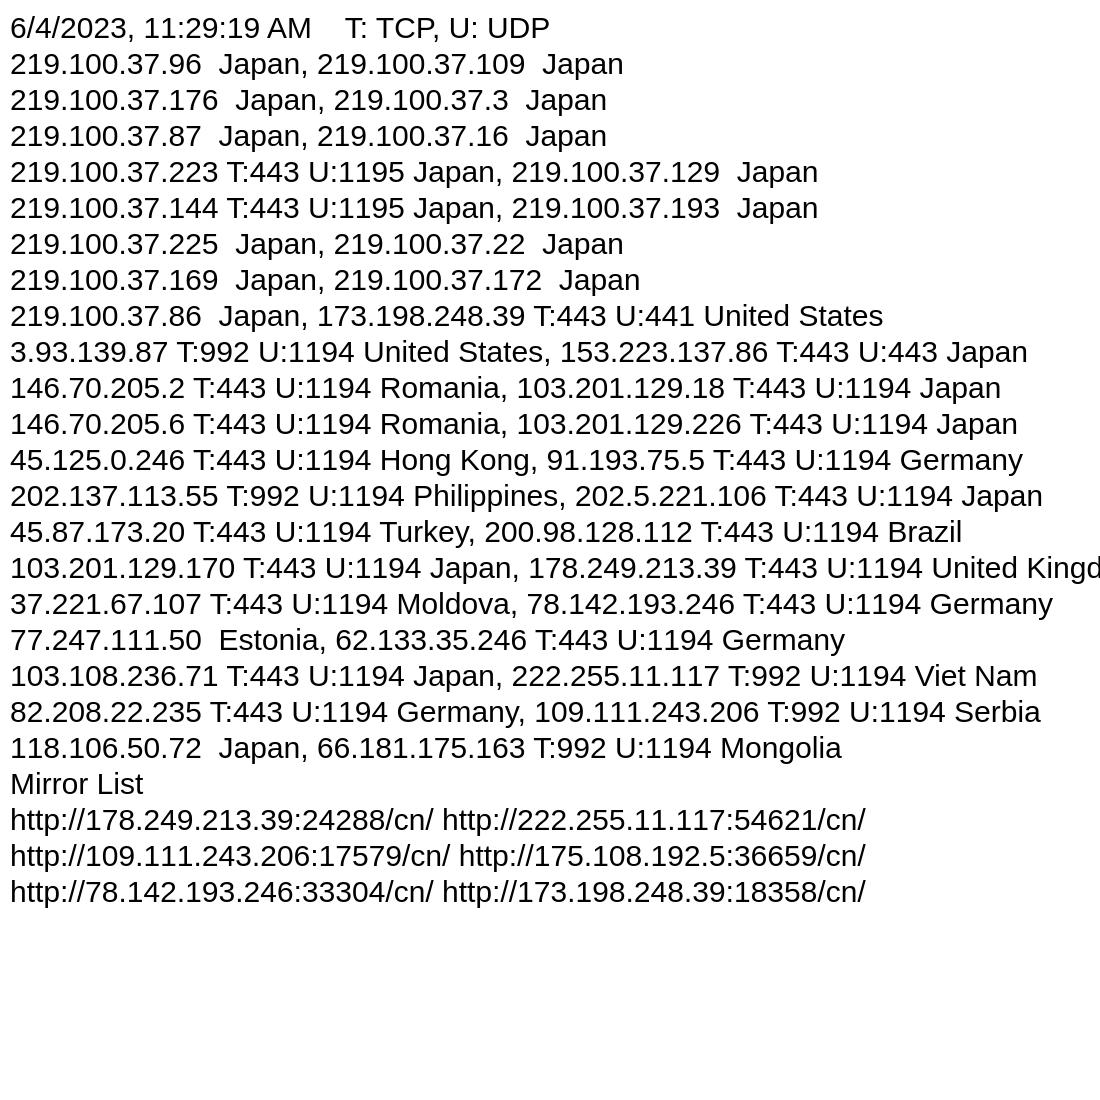 6/4/2023, 11:29:19 AM    T: TCP, U: UDP
219.100.37.96  Japan, 219.100.37.109  Japan
219.100.37.176  Japan, 219.100.37.3  Japan
219.100.37.87  Japan, 219.100.37.16  Japan
219.100.37.223 T:443 U:1195 Japan, 219.100.37.129  Japan
219.100.37.144 T:443 U:1195 Japan, 219.100.37.193  Japan
219.100.37.225  Japan, 219.100.37.22  Japan
219.100.37.169  Japan, 219.100.37.172  Japan
219.100.37.86  Japan, 173.198.248.39 T:443 U:441 United States
3.93.139.87 T:992 U:1194 United States, 153.223.137.86 T:443 U:443 Japan
146.70.205.2 T:443 U:1194 Romania, 103.201.129.18 T:443 U:1194 Japan
146.70.205.6 T:443 U:1194 Romania, 103.201.129.226 T:443 U:1194 Japan
45.125.0.246 T:443 U:1194 Hong Kong, 91.193.75.5 T:443 U:1194 Germany
202.137.113.55 T:992 U:1194 Philippines, 202.5.221.106 T:443 U:1194 Japan
45.87.173.20 T:443 U:1194 Turkey, 200.98.128.112 T:443 U:1194 Brazil
103.201.129.170 T:443 U:1194 Japan, 178.249.213.39 T:443 U:1194 United Kingd
37.221.67.107 T:443 U:1194 Moldova, 78.142.193.246 T:443 U:1194 Germany
77.247.111.50  Estonia, 62.133.35.246 T:443 U:1194 Germany
103.108.236.71 T:443 U:1194 Japan, 222.255.11.117 T:992 U:1194 Viet Nam
82.208.22.235 T:443 U:1194 Germany, 109.111.243.206 T:992 U:1194 Serbia
118.106.50.72  Japan, 66.181.175.163 T:992 U:1194 Mongolia
Mirror List
http://178.249.213.39:24288/cn/ http://222.255.11.117:54621/cn/
http://109.111.243.206:17579/cn/ http://175.108.192.5:36659/cn/
http://78.142.193.246:33304/cn/ http://173.198.248.39:18358/cn/